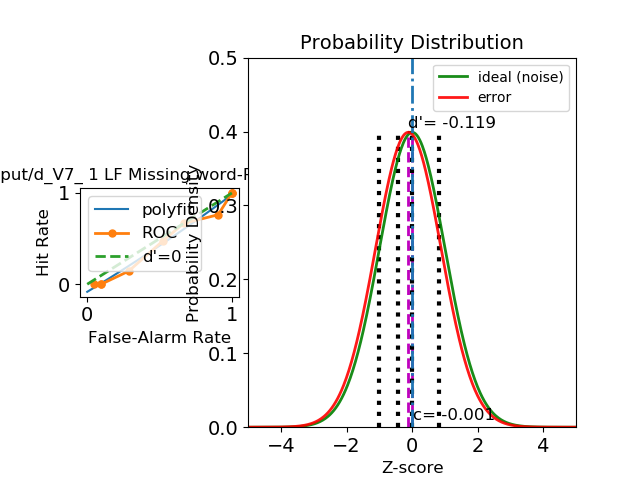 put/d_V7_ 1 LF Missing word-F
1
0
Hit Rate
polyfit
ROC
d'=0
0
1
False-Alarm Rate
Probability Distribution
0.5
0.4
0.3
0.2
0.1
0.0
Probability Density
ideal (noise)
error
d'= -0.119
c= -0.001
−4
−2
0
2
4
Z-score